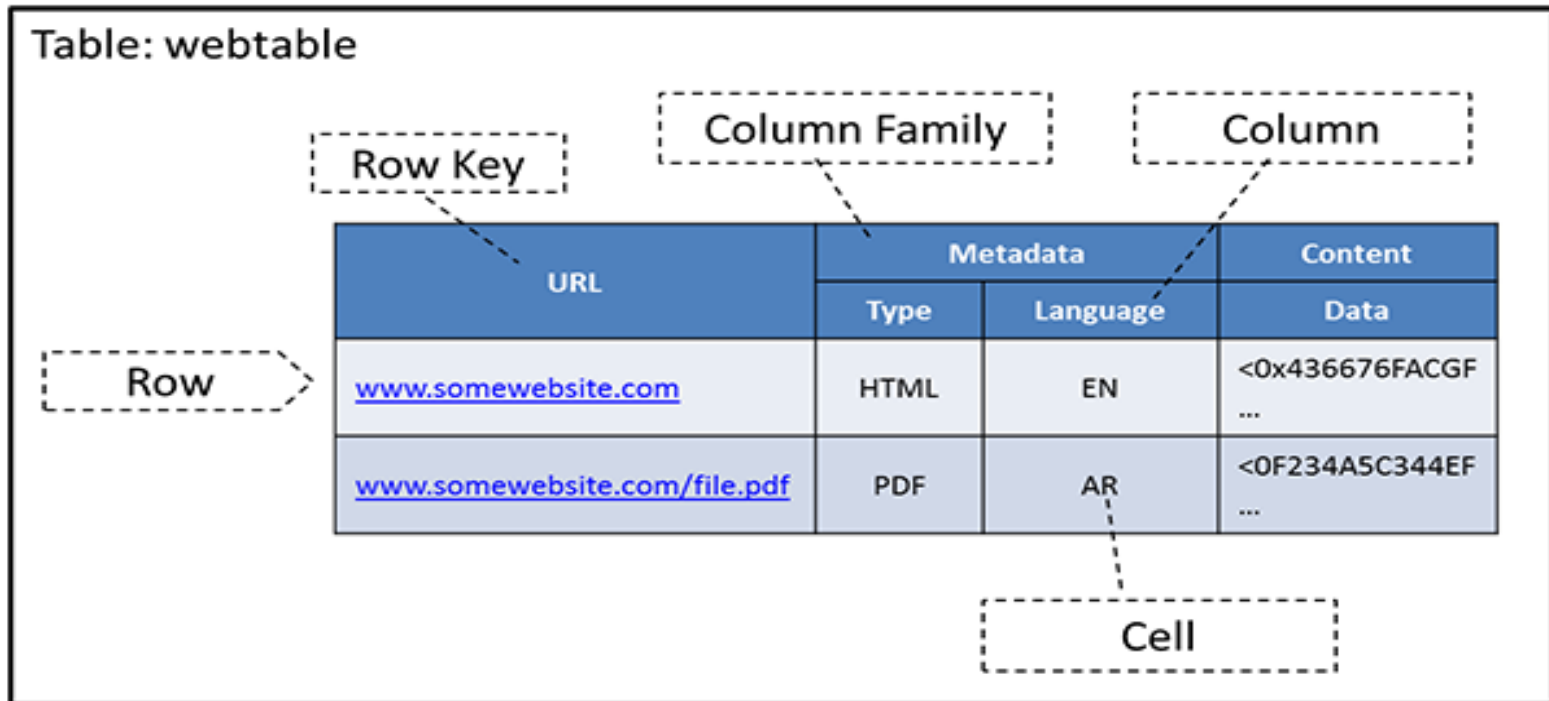 Table: webtable
Column Family
Column
Row Key
Metadata
Content
URL
Type
Language
Data
Row
www.somewebsite.com
HTML
EN
<0x436676FACGF
...
www.somewebsite.com/file.pdf
PDF
AR
<0F234A5C344EF
...
Cell